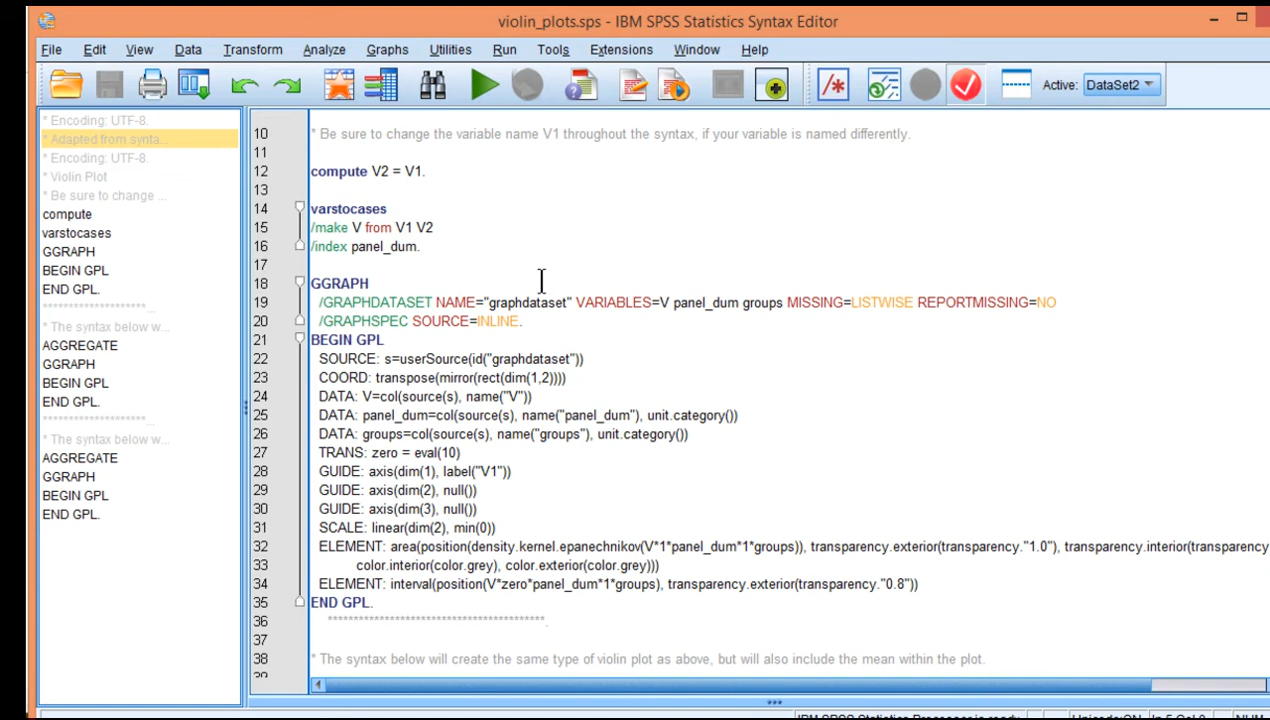 violin_plots.sps - IBM SPSS Statistics Syntax Editor
File Edit View Data Transform Analyze Graphs Utilities Run Tools Extensions Window Help
Active: DataSet2
* Encoding: UTF-8.
* Adapted from synta...
* Encoding: UTF-8.
* Violin Plot
* Be sure to change ...
compute
varstocases
GGRAPH
BEGIN GPL
END GPL.
********************...
* The syntax below w...
AGGREGATE
GGRAPH
BEGIN GPL
END GPL.
********************...
* The syntax below w...
AGGREGATE
GGRAPH
BEGIN GPL
END GPL.
10 * Be sure to change the variable name V1 throughout the syntax, if your variable is named differently.
11
12 compute V2 = V1.
13
14 varstocases
15 /make V from V1 V2
16 /index panel_dum.
17
18 GGRAPH
19 /GRAPHDATASET NAME="graphdataset" VARIABLES=V panel_dum groups MISSING=LISTWISE REPORTMISSING=NO
20 /GRAPHSPEC SOURCE=INLINE.
21 BEGIN GPL
22 SOURCE: s=userSource(id("graphdataset"))
23 COORD: transpose(mirror(rect(dim(1,2))))
24 DATA: V=col(source(s), name("V"))
25 DATA: panel_dum=col(source(s), name("panel_dum"), unit.category())
26 DATA: groups=col(source(s), name("groups"), unit.category())
27 TRANS: zero = eval(10)
28 GUIDE: axis(dim(1), label("V1"))
29 GUIDE: axis(dim(2), null())
30 GUIDE: axis(dim(3), null())
31 SCALE: linear(dim(2), min(0))
32 ELEMENT: area(position(density.kernel.epanechnikov(V*1*panel_dum*1*groups)), transparency.exterior(transparency."1.0"), transparency.interior(transparency
33 color.interior(color.grey), color.exterior(color.grey)))
34 ELEMENT: interval(position(V*zero*panel_dum*1*groups), transparency.exterior(transparency."0.8"))
35 END GPL.
36 ******************************************.
37
38 * The syntax below will create the same type of violin plot as above, but will also include the mean within the plot.
39